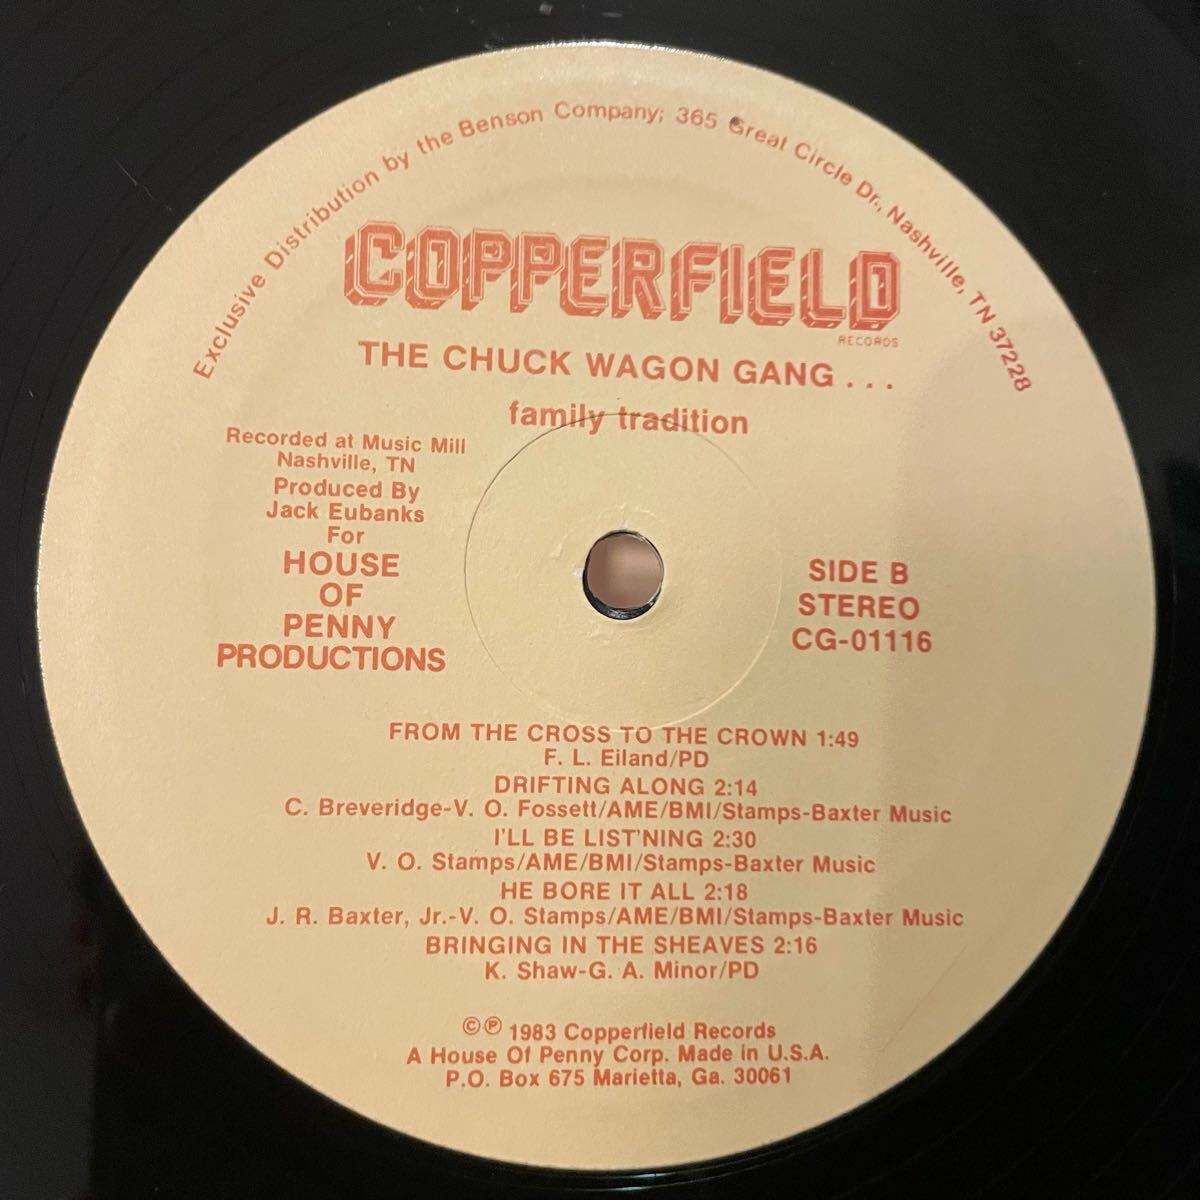 Exclusive Distribution by the Benson Company; 365 Great Circle Dr., Nashville, TN 37228
COPPERFIELD
RECORDS
THE CHUCK WAGON GANG . . .
family tradition
Recorded at Music Mill
Nashville, TN
Produced By
Jack Eubanks
For
HOUSE
OF
PENNY
PRODUCTIONS
SIDE B
STEREO
CG-01116
FROM THE CROSS TO THE CROWN 1:49
F. L. Eiland/PD
DRIFTING ALONG 2:14
C. Breveridge-V. O. Fossett/AME/BMI/Stamps-Baxter Music
I'LL BE LIST'NING 2:30
V. O. Stamps/AME/BMI/Stamps-Baxter Music
HE BORE IT ALL 2:18
J. R. Baxter, Jr.-V. O. Stamps/AME/BMI/Stamps-Baxter Music
BRINGING IN THE SHEAVES 2:16
K. Shaw-G. A. Minor/PD
© ℗ 1983 Copperfield Records
A House Of Penny Corp. Made in U.S.A.
P.O. Box 675 Marietta, Ga. 30061